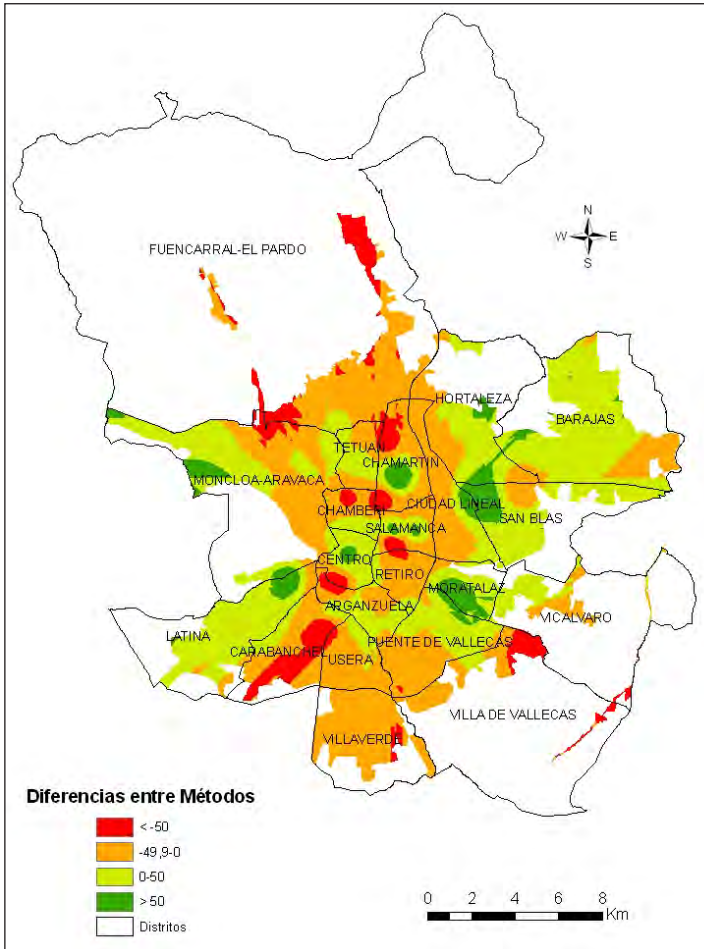 N
W E
S
FUENCARRAL-EL PARDO
HORTALEZA
BARAJAS
TETUAN
CHAMARTIN
MONCLOA-ARAVACA
CIUDAD LINEAL
CHAMBERI
SAN BLAS
SALAMANCA
CENTRO
RETIRO
MORATALAZ
ARGANZUELA
VICALVARO
LATINA
PUENTE DE VALLECAS
CARABANCHEL
USERA
VILLA DE VALLECAS
VILLAVERDE
Diferencias entre Métodos
< -50
-49,9-0
0-50
> 50
Distritos
0 2 4 6 8
Km